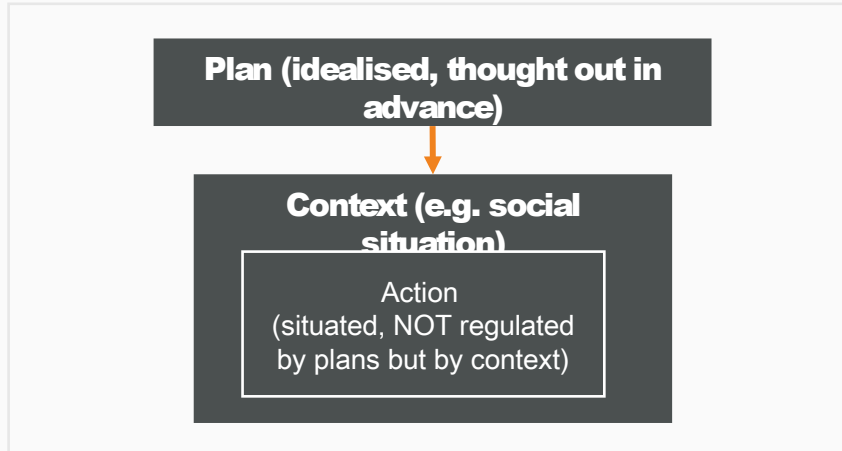 Plan (idealised, thought out in
advance)
Context (e.g. social
situation)
Action
(situated, NOT regulated
by plans but by context)